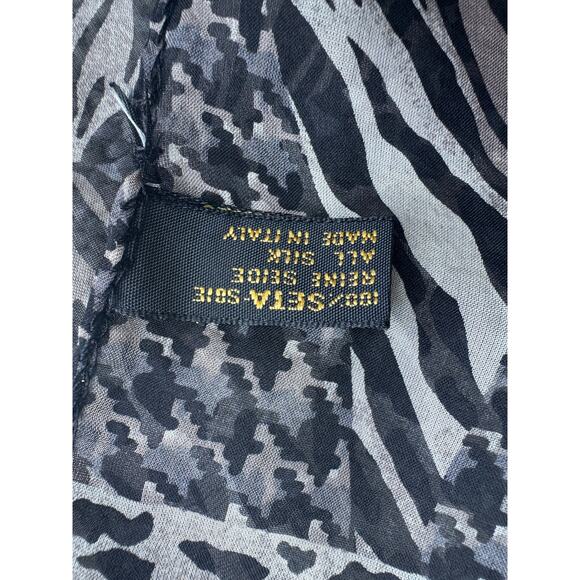 100/SETA-SOIE
REINE SEIDE
ALL SILK
MADE IN ITALY